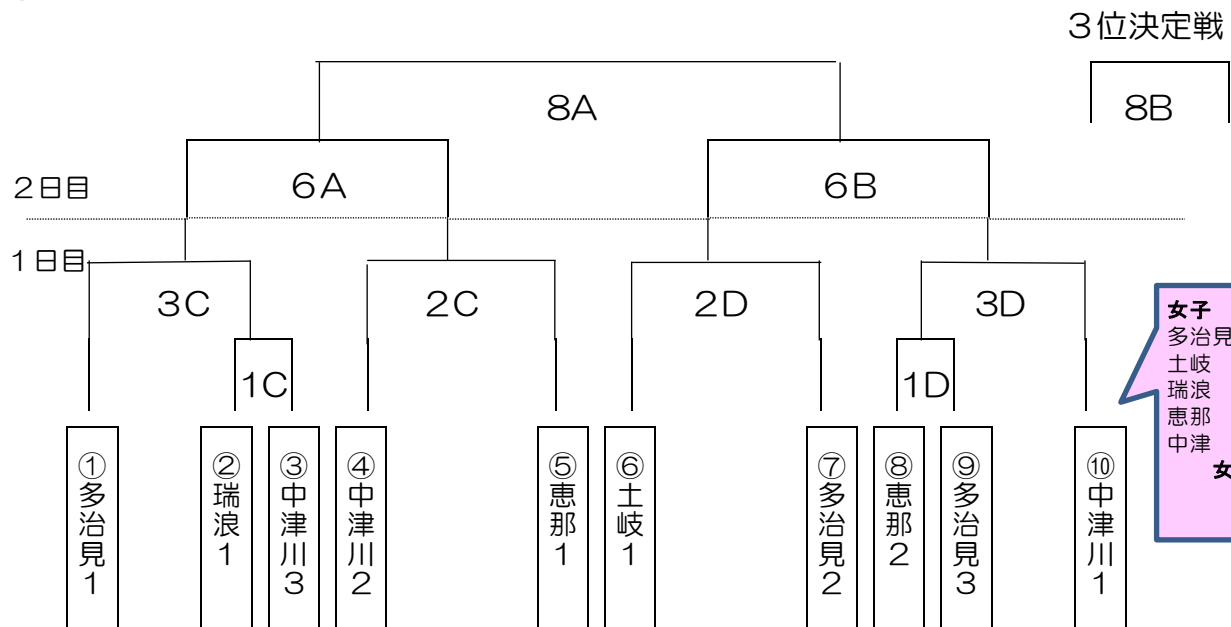 3位決定戦
8A
8B
2日目
6A
6B
1日目
3C
2C
2D
3D
1C
1D
女子
多治見
土岐
瑞浪
恵那
中津
女
①多治見1
②瑞浪1
③中津川3
④中津川2
⑤恵那1
⑥土岐1
⑦多治見2
⑧恵那2
⑨多治見3
⑩中津川1